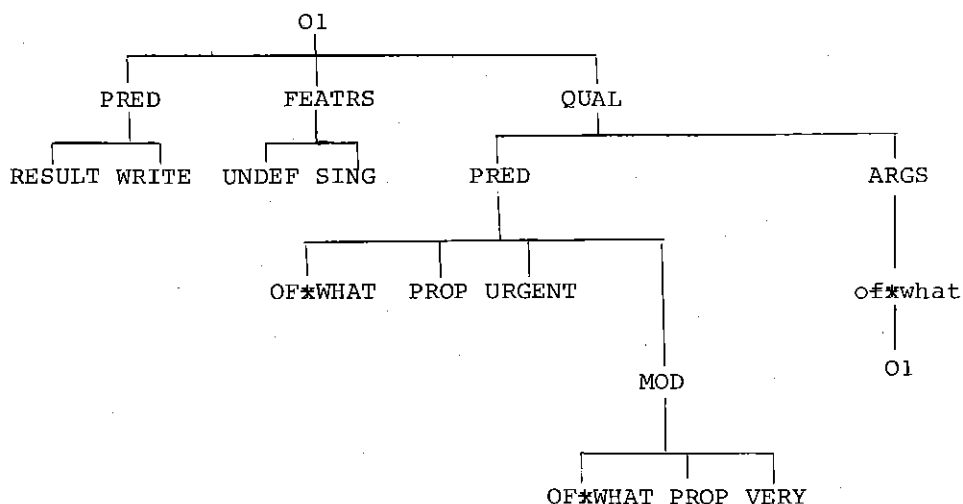 O1
PRED FEATRS QUAL
RESULT WRITE UNDEF SING PRED ARGS
OF*WHAT PROP URGENT of*what
O1
MOD
OF*WHAT PROP VERY